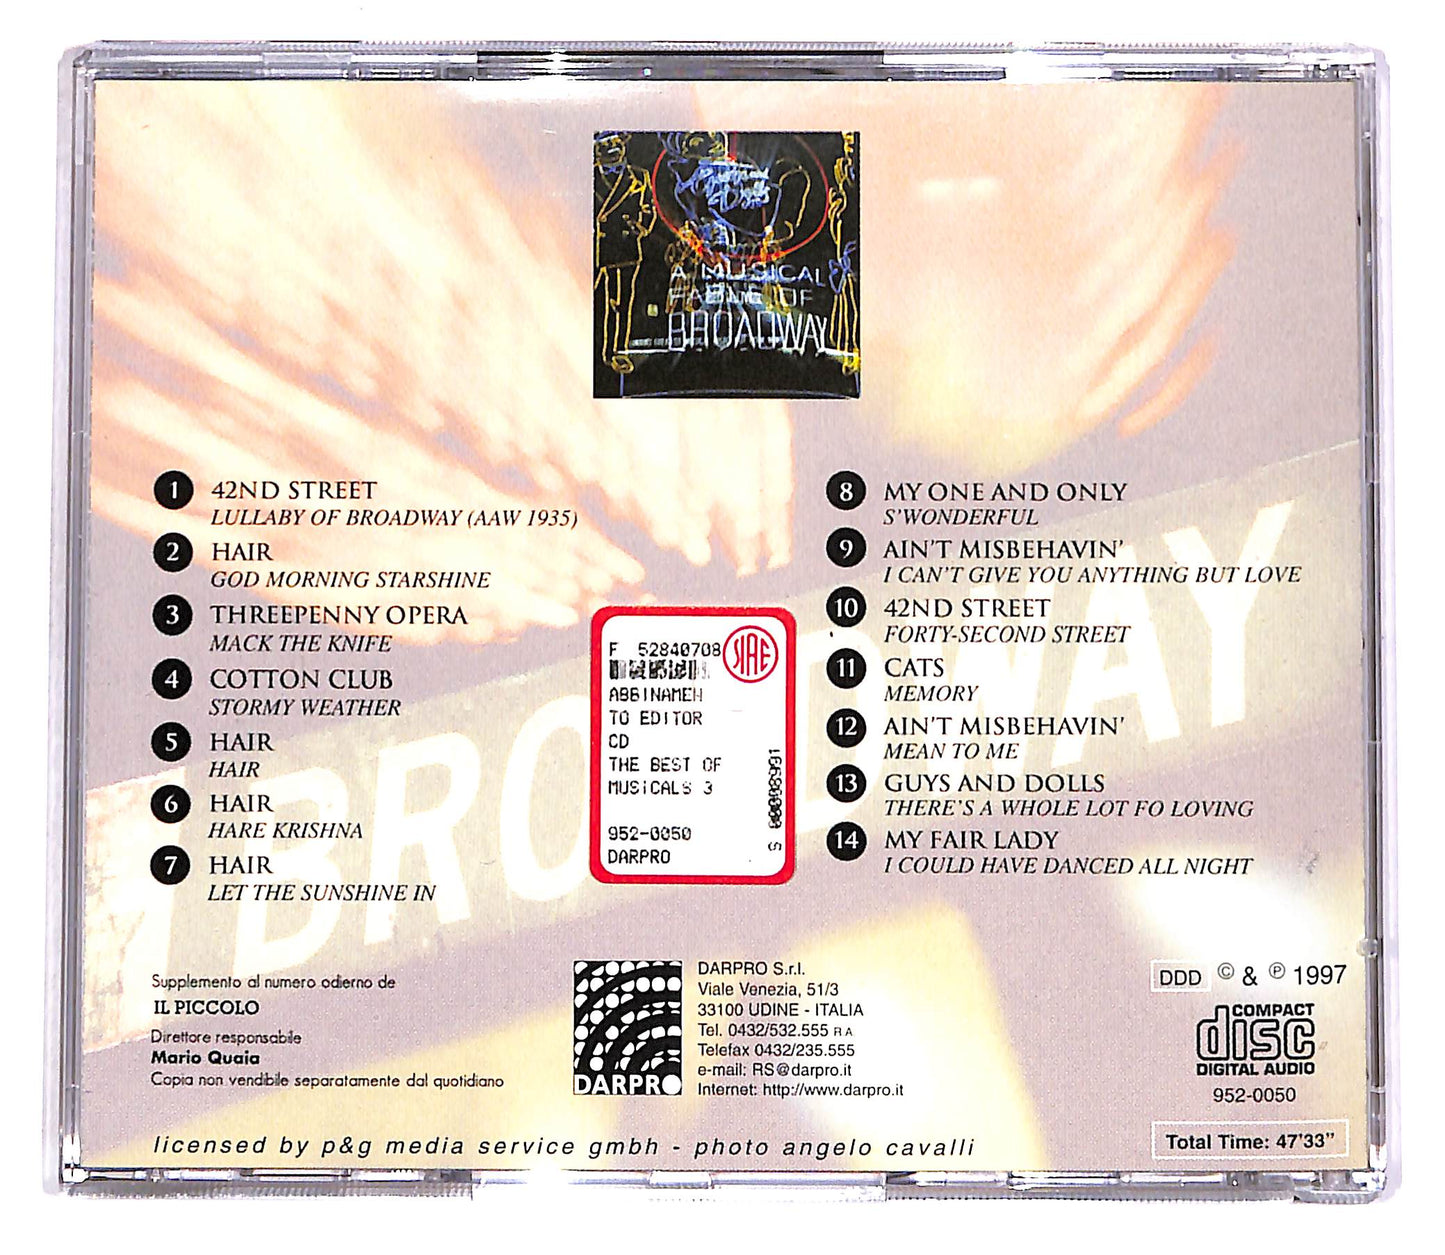 A MUSICAL
FABLE OF
BROADWAY
1 42ND STREET
LULLABY OF BROADWAY (AAW 1935)
2 HAIR
GOD MORNING STARSHINE
3 THREEPENNY OPERA
MACK THE KNIFE
4 COTTON CLUB
STORMY WEATHER
5 HAIR
HAIR
6 HAIR
HARE KRISHNA
7 HAIR
LET THE SUNSHINE IN
8 MY ONE AND ONLY
S'WONDERFUL
9 AIN'T MISBEHAVIN'
I CAN'T GIVE YOU ANYTHING BUT LOVE
10 42ND STREET
FORTY-SECOND STREET
11 CATS
MEMORY
12 AIN'T MISBEHAVIN'
MEAN TO ME
13 GUYS AND DOLLS
THERE'S A WHOLE LOT FO LOVING
14 MY FAIR LADY
I COULD HAVE DANCED ALL NIGHT
F 52840708
SIAE
ABBINAMEN
TO EDITOR
CD
THE BEST OF
MUSICALS 3
952-0050
DARPRO
BROADWAY
Supplemento al numero odierno de
IL PICCOLO
Direttore responsabile
Mario Quaia
Copia non vendibile separatamente dal quotidiano
DARPRO
DARPRO S.r.l.
Viale Venezia, 51/3
33100 UDINE - ITALIA
Tel. 0432/532.555 R A
Telefax 0432/235.555
e-mail: RS@darpro.it
Internet: http://www.darpro.it
DDD © & ℗ 1997
COMPACT
disc
DIGITAL AUDIO
952-0050
licensed by p&g media service gmbh - photo angelo cavalli
Total Time: 47'33"